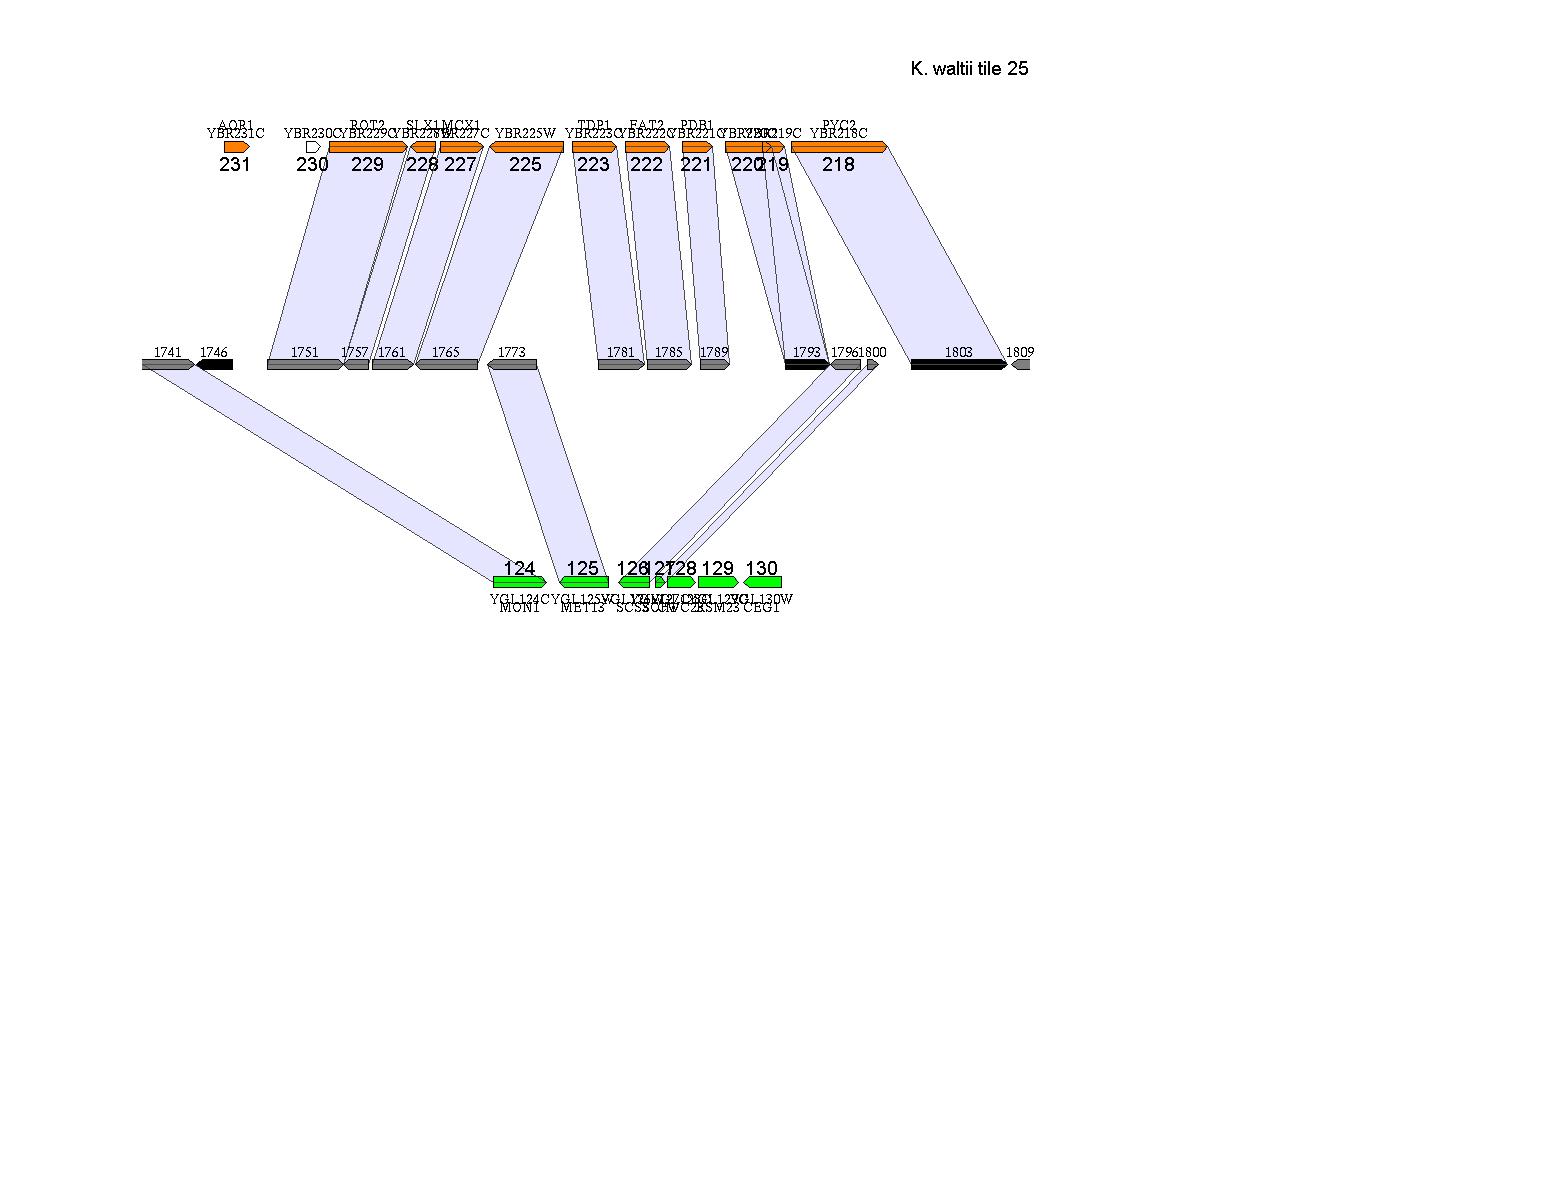 K. waltii tile 25
AOR1 ROT2 SLX1 MCX1 TDP1 FAT2 PDB1 PYC2
YBR231C YBR230C YBR229C YBR228W YBR227C YBR225W YBR223C YBR222C YBR221C YBR220C YBR219C YBR218C
231 230 229 228 227 225 223 222 221 220 219 218
1741 1746 1751 1757 1761 1765 1773 1781 1785 1789 1793 1796 1800 1803 1809
124 125 126 127 128 129 130
YGL124C YGL125W YGL126W YGL128C YGL129C YGL130W
MON1 MET13 SCS3 CWC23 RSM23 CEG1